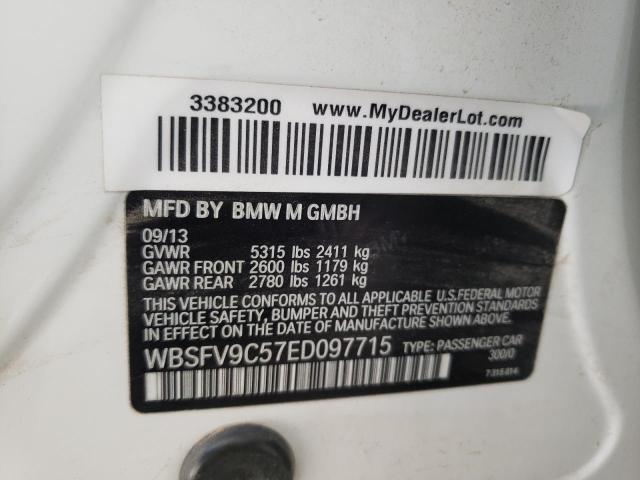 3383200 www.MyDealerLot.com
MFD BY BMW M GMBH
09/13
GVWR 5315 lbs 2411 kg
GAWR FRONT 2600 lbs 1179 kg
GAWR REAR 2780 lbs 1261 kg
THIS VEHICLE CONFORMS TO ALL APPLICABLE U.S.FEDERAL MOTOR
VEHICLE SAFETY, BUMPER AND THEFT PREVENTION STANDARDS IN
EFFECT ON THE DATE OF MANUFACTURE SHOWN ABOVE.
WBSFV9C57ED097715 TYPE: PASSENGER CAR
300/0